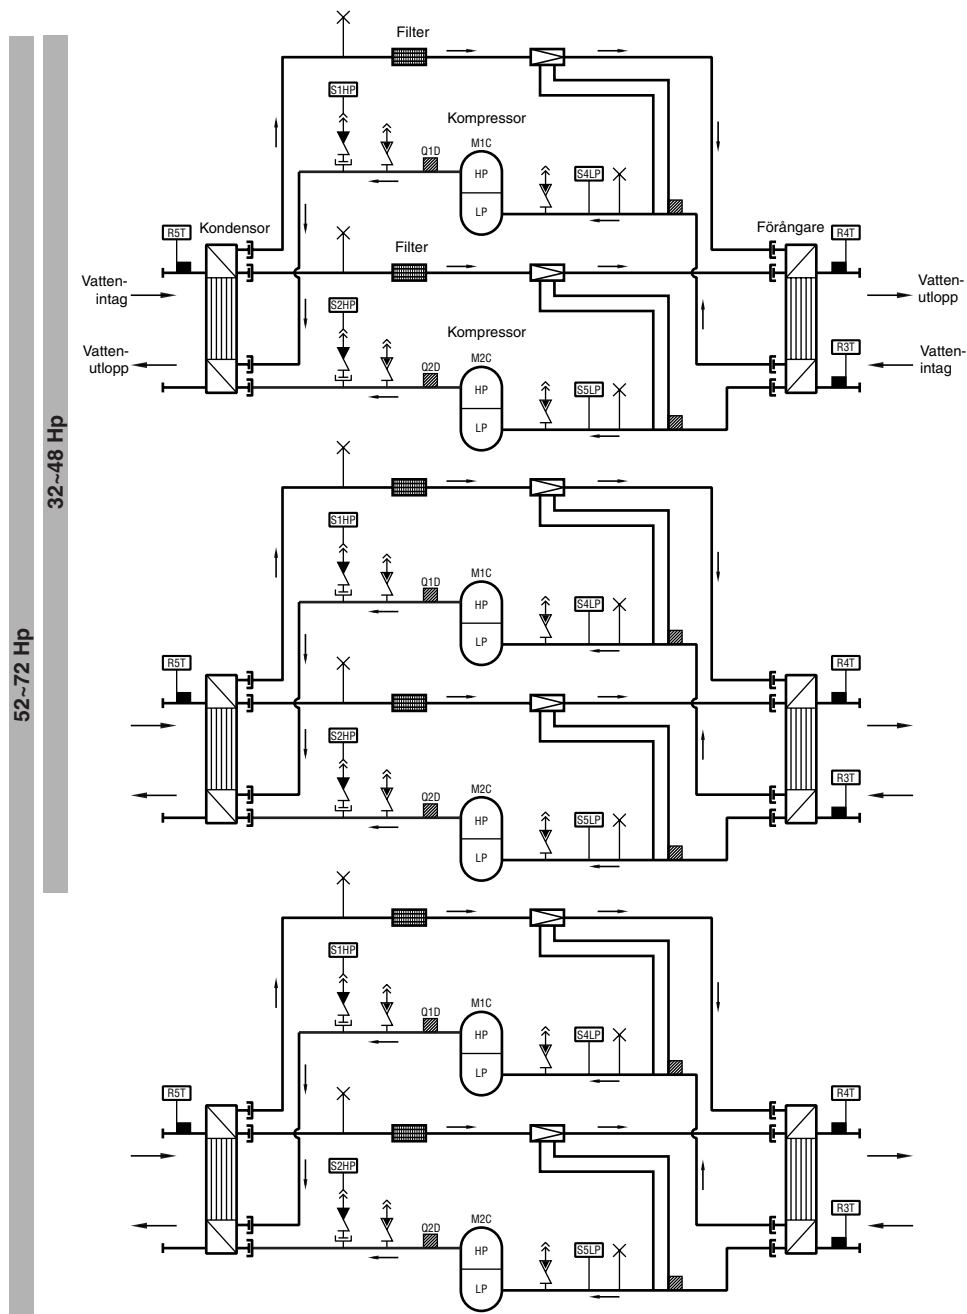 Filter
S1HP
Kompressor
Q1D
M1C
HP
S4LP
LP
R5T
Kondensor
Filter
Förångare
R4T
Vatten-
intag
Vatten-
utlopp
S2HP
Kompressor
Vatten-
utlopp
R3T
Vatten-
intag
Q2D
M2C
HP
S5LP
LP
32~48 Hp
52~72 Hp
S1HP
Q1D
M1C
HP
S4LP
LP
R5T
R4T
S2HP
R3T
Q2D
M2C
HP
S5LP
LP
S1HP
Q1D
M1C
HP
S4LP
LP
R5T
R4T
S2HP
R3T
Q2D
M2C
HP
S5LP
LP